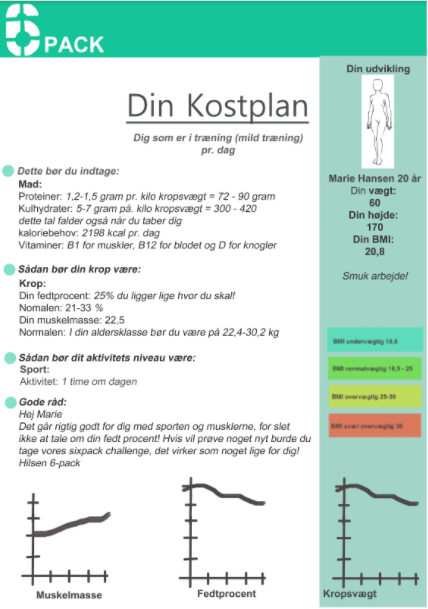 6 PACK
Din Kostplan
Dig som er i træning (mild træning)
pr. dag
Dette bør du indtage:
Mad:
Proteiner: 1,2-1,5 gram pr. kilo kropsvægt = 72 - 90 gram
Kulhydrater: 5-7 gram på. kilo kropsvægt = 300 - 420
dette tal falder også når du taber dig
kaloriebehov: 2198 kcal pr. dag
Vitaminer: B1 for muskler, B12 for blodet og D for knogler
Sådan bør din krop være:
Krop:
Din fedtprocent: 25% du ligger lige hvor du skal!
Nomalen: 21-33 %
Din muskelmasse: 22,5
Normalen: I din aldersklasse bør du være på 22,4-30,2 kg
Sådan bør dit aktivitets niveau være:
Sport:
Aktivitet: 1 time om dagen
Gode råd:
Hej Marie
Det går rigtig godt for dig med sporten og musklerne, for slet
ikke at tale om din fedt procent! Hvis vil prøve noget nyt burde du
tage vores sixpack challenge, det virker som noget lige for dig!
Hilsen 6-pack
Din udvikling
Marie Hansen 20 år
Din vægt:
60
Din højde:
170
Din BMI:
20,8
Smuk arbejde!
BMI undervægtig 18,5
BMI normalvægtig 18,5 - 25
BMI overvægtig 25-30
BMI svær overvægtig 30
Muskelmasse
Fedtprocent
Kropsvægt